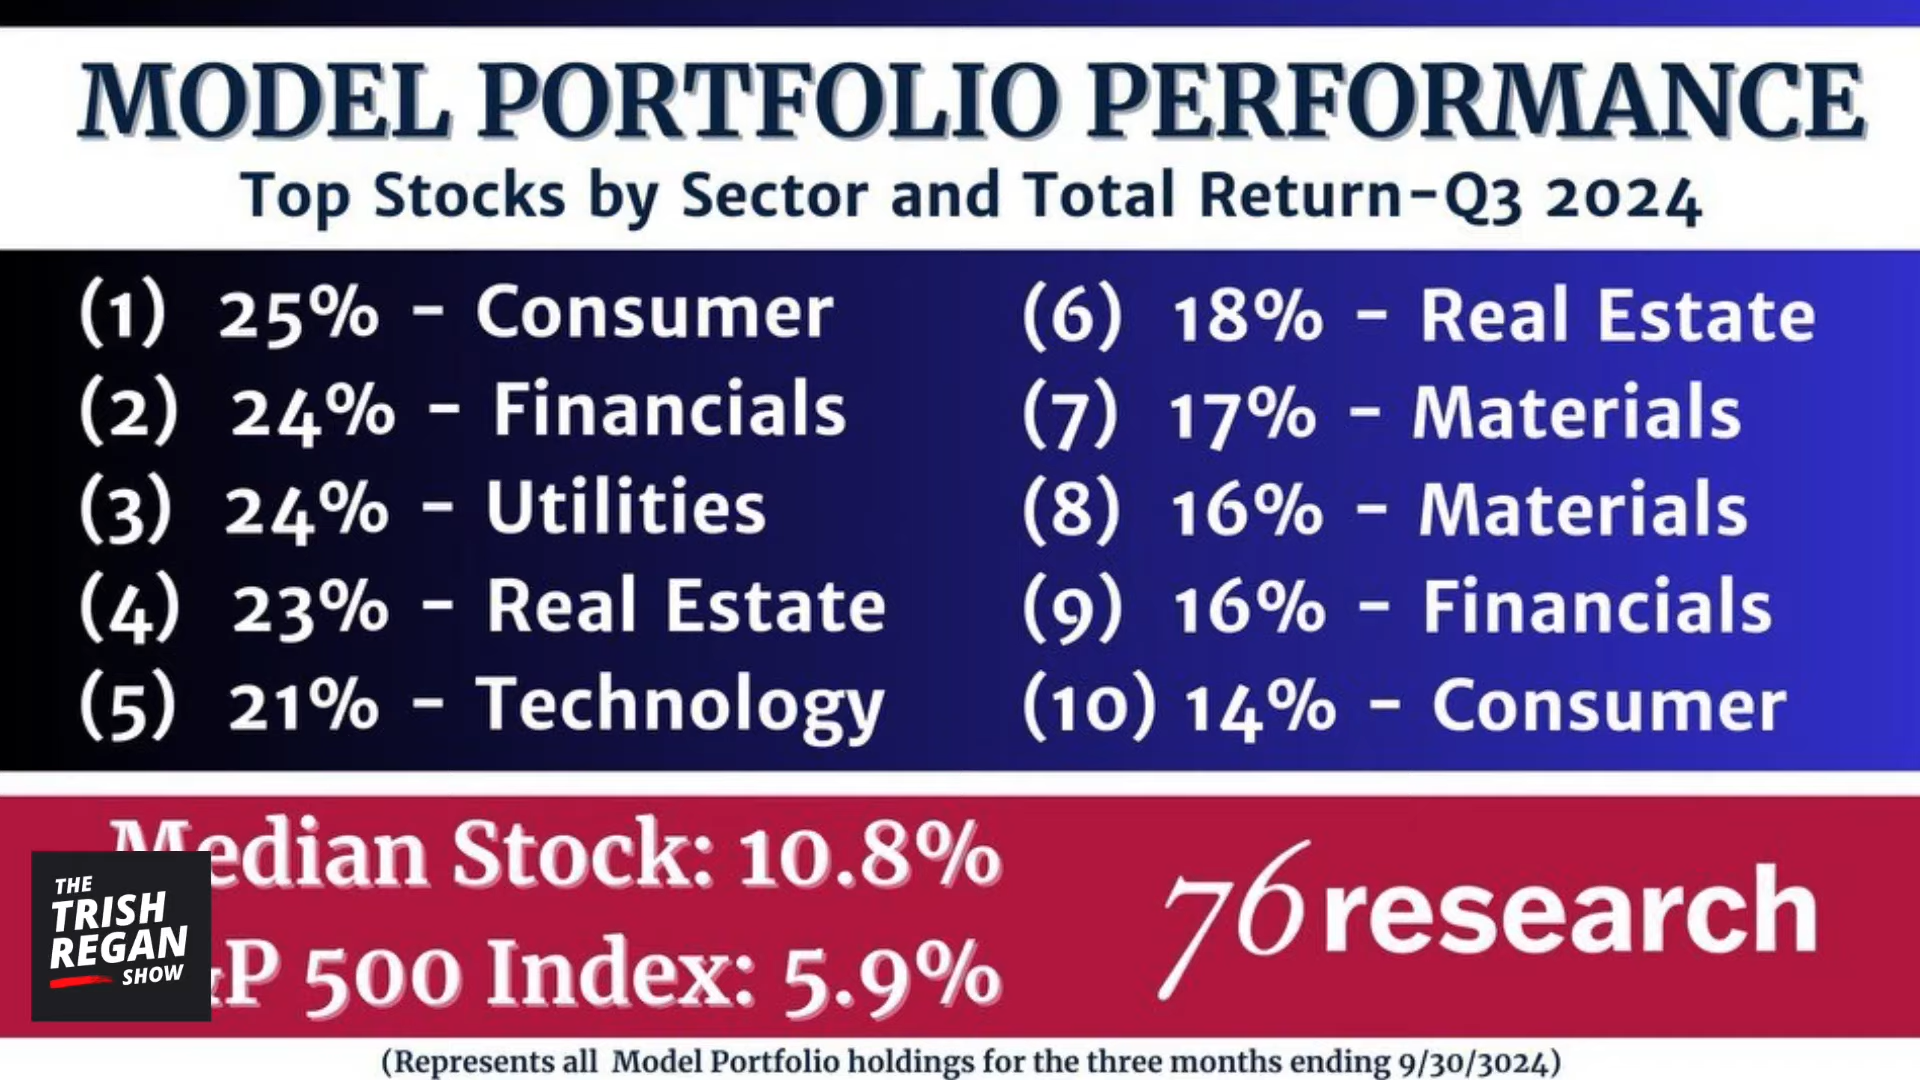 MODEL PORTFOLIO PERFORMANCE
Top Stocks by Sector and Total Return-Q3 2024
(1) 25% - Consumer
(2) 24% - Financials
(3) 24% - Utilities
(4) 23% - Real Estate
(5) 21% - Technology
(6) 18% - Real Estate
(7) 17% - Materials
(8) 16% - Materials
(9) 16% - Financials
(10) 14% - Consumer
Median Stock: 10.8%
&P 500 Index: 5.9%
76research
THE
TRISH
REGAN
SHOW
(Represents all Model Portfolio holdings for the three months ending 9/30/3024)